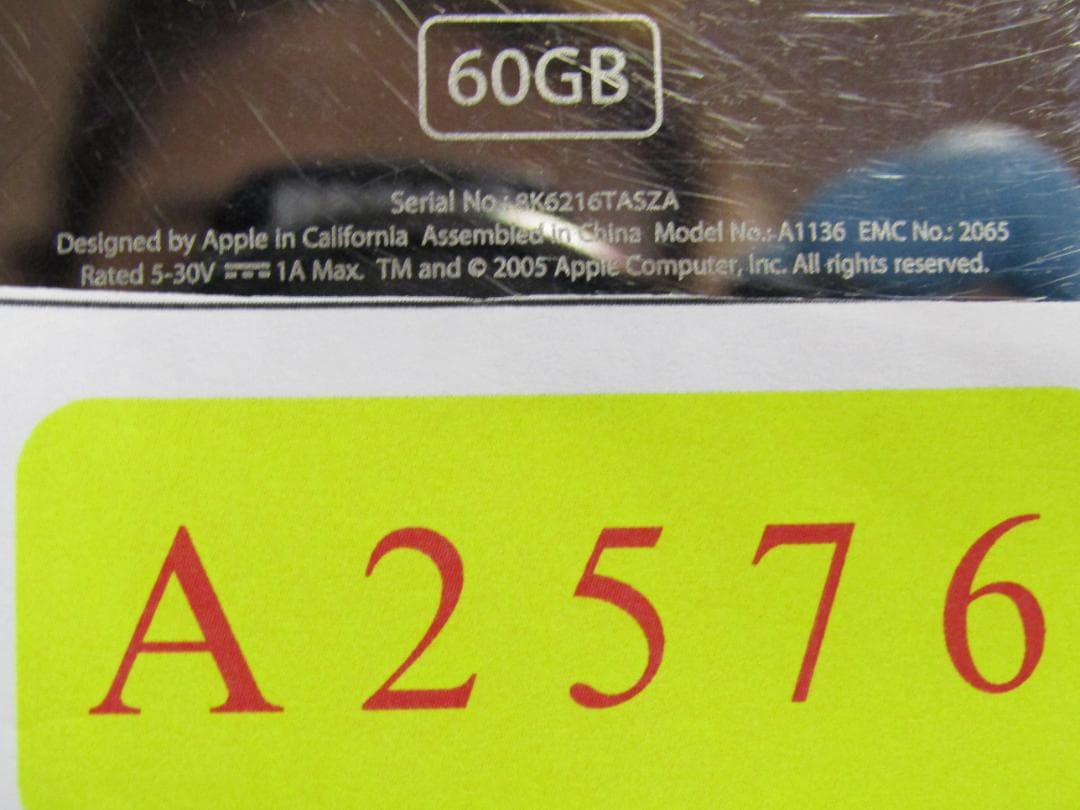 60GB
Serial No.: 8K6216TASZA
Designed by Apple in California Assembled in China Model No.: A1136 EMC No.: 2065
Rated 5-30V ⎓ 1A Max. TM and © 2005 Apple Computer, Inc. All rights reserved.
A2576